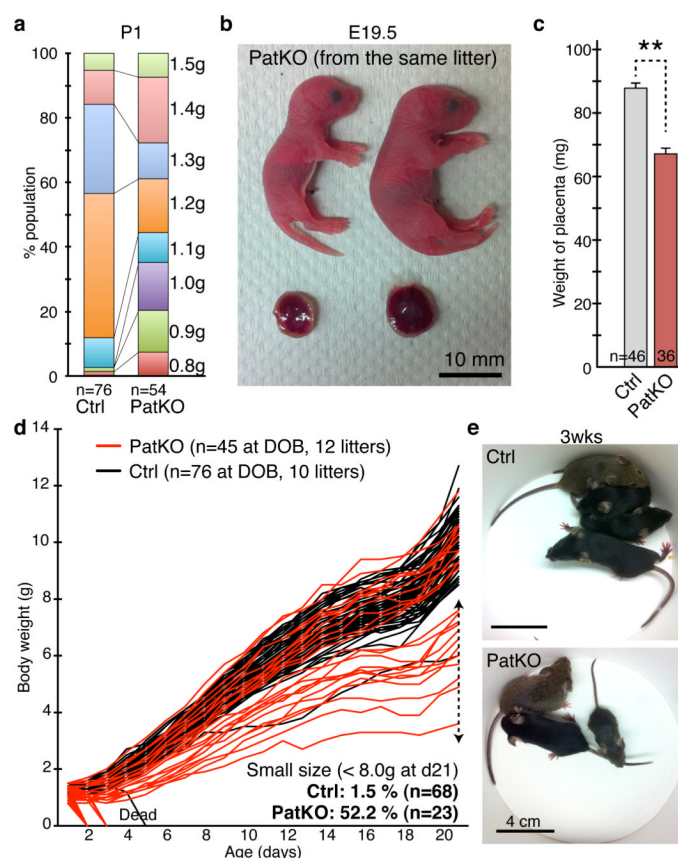 a
P1
% population
100
80
60
40
20
0
1.5g
1.4g
1.3g
1.2g
1.1g
1.0g
0.9g
0.8g
n=76
n=54
Ctrl
PatKO
b
E19.5
PatKO (from the same litter)
10 mm
c
**
Weight of placenta (mg)
100
80
60
40
20
0
n=46
36
Ctrl
PatKO
d
PatKO (n=45 at DOB, 12 litters)
Ctrl (n=76 at DOB, 10 litters)
Body weight (g)
14
12
10
8
6
4
2
0
Dead
Small size (< 8.0g at d21)
Ctrl: 1.5 % (n=68)
PatKO: 52.2 % (n=23)
2 4 6 8 10 12 14 16 18 20
Age (days)
e
3wks
Ctrl
PatKO
4 cm